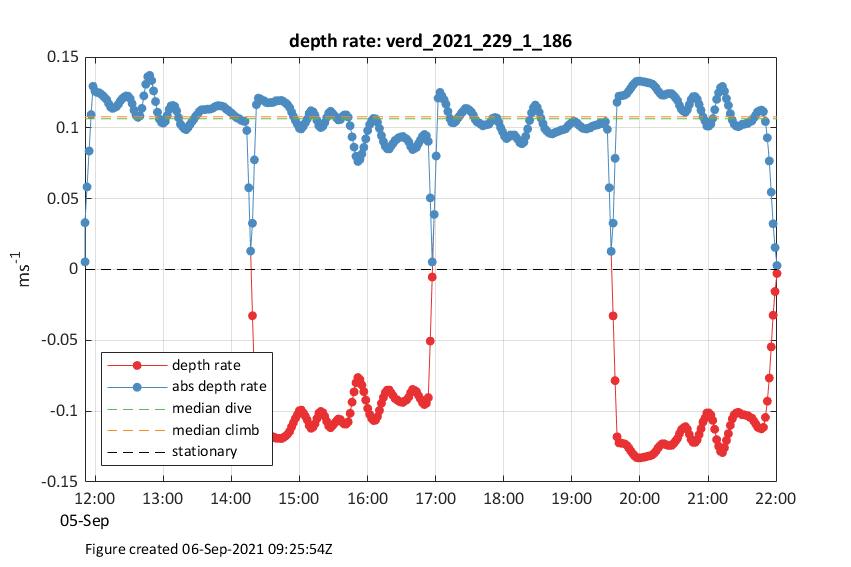 depth rate: verd_2021_229_1_186
0.15
0.1
0.05
0
-0.05
-0.1
-0.15
ms-1
depth rate
abs depth rate
median dive
median climb
stationary
12:00 13:00 14:00 15:00 16:00 17:00 18:00 19:00 20:00 21:00 22:00
05-Sep
Figure created 06-Sep-2021 09:25:54Z